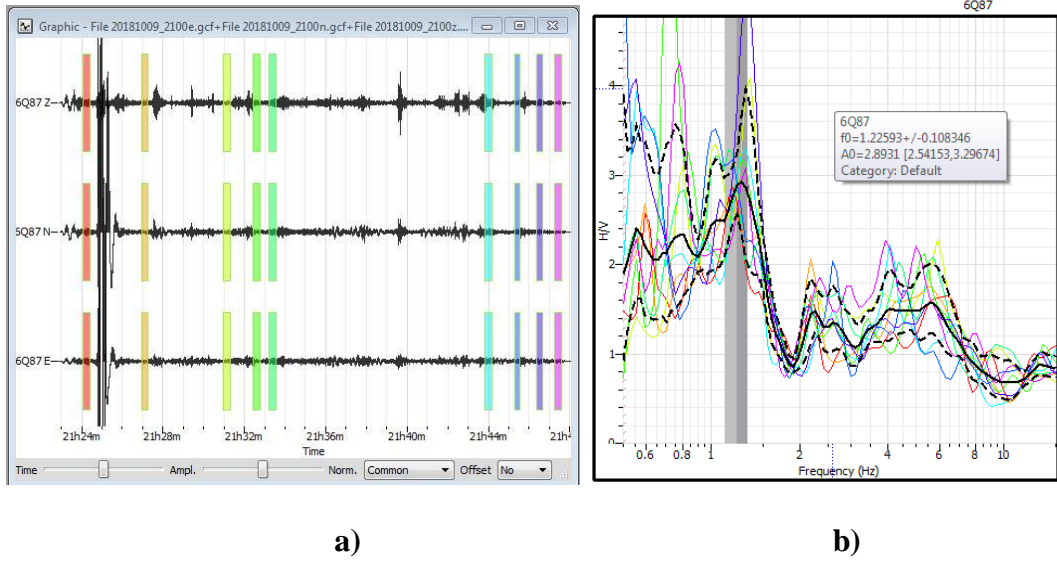 Graphic - File 20181009_2100e.gcf+File 20181009_2100n.gcf+File 20181009_2100z....
6Q87 Z
5Q87 N
6Q87 E
21h24m 21h28m 21h32m 21h36m 21h40m 21h44m 21h4
Time
Time Ampl. Norm. Common Offset No
a)
6Q87
4
3
2
1
0
H/V
6Q87
f0=1.22593+/-0.108346
A0=2.8931 [2.54153,3.29674]
Category: Default
0.6 0.8 1 2 4 6 8 10
Frequency (Hz)
b)